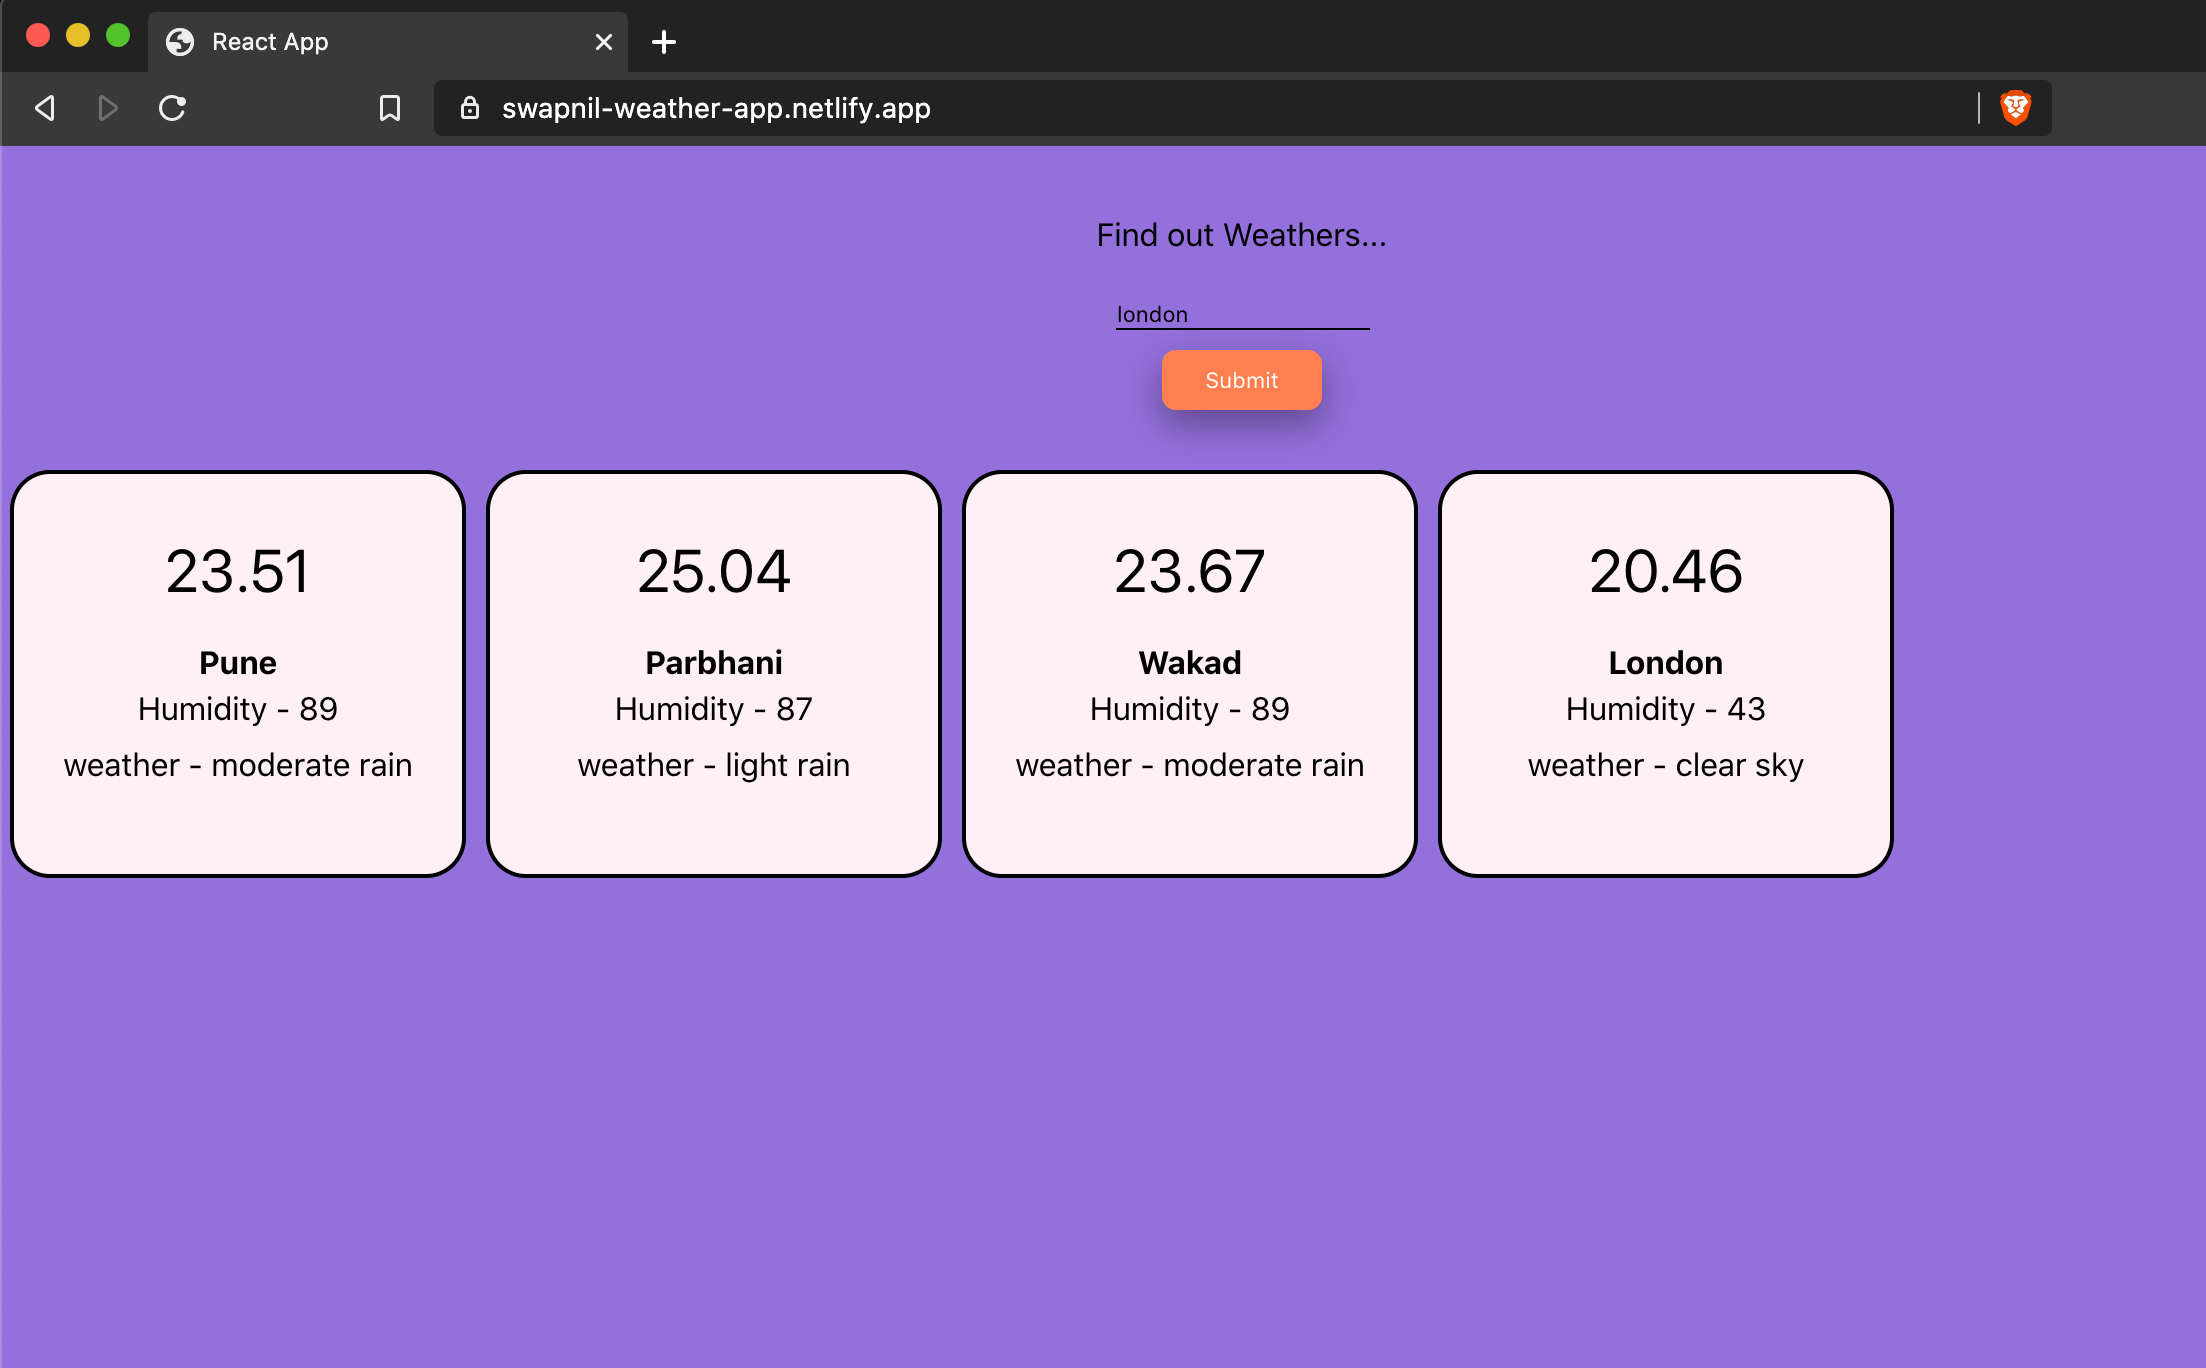 React App
swapnil-weather-app.netlify.app
Find out Weathers...
london
Submit
23.51
Pune
Humidity - 89
weather - moderate rain
25.04
Parbhani
Humidity - 87
weather - light rain
23.67
Wakad
Humidity - 89
weather - moderate rain
20.46
London
Humidity - 43
weather - clear sky